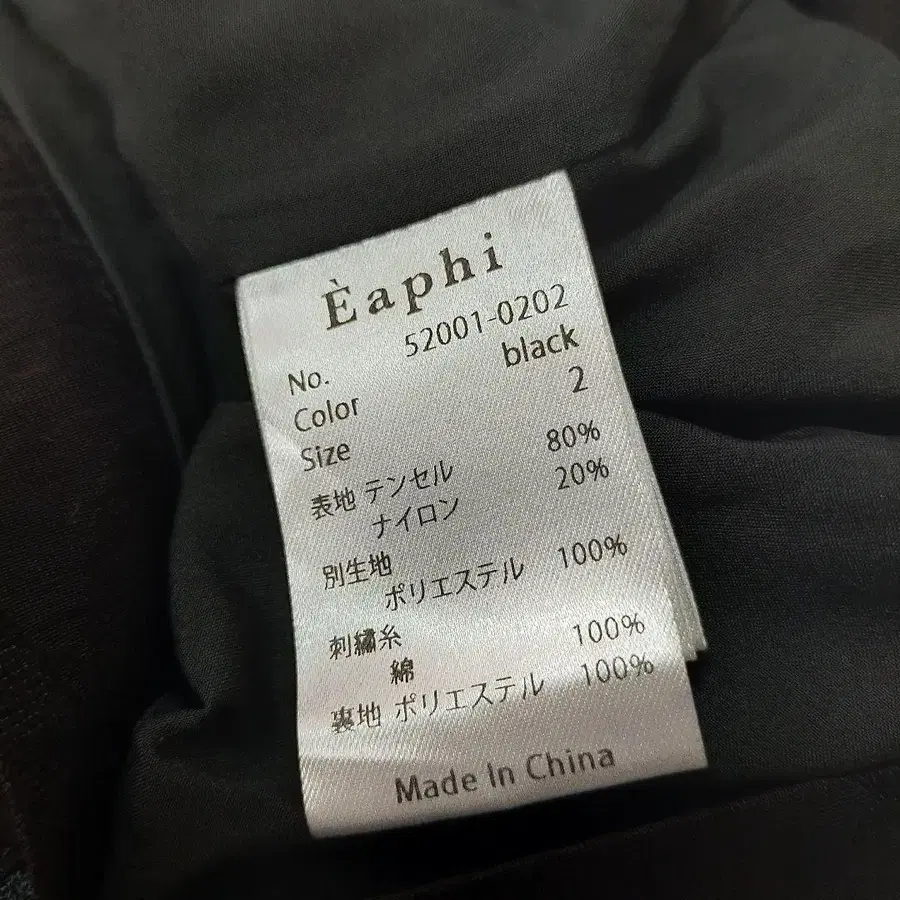 Èaphi
No. 52001-0202
Color black
Size 2
表地 テンセル 80%
ナイロン 20%
別生地
ポリエステル 100%
刺繍糸
綿 100%
裏地 ポリエステル 100%
Made In China